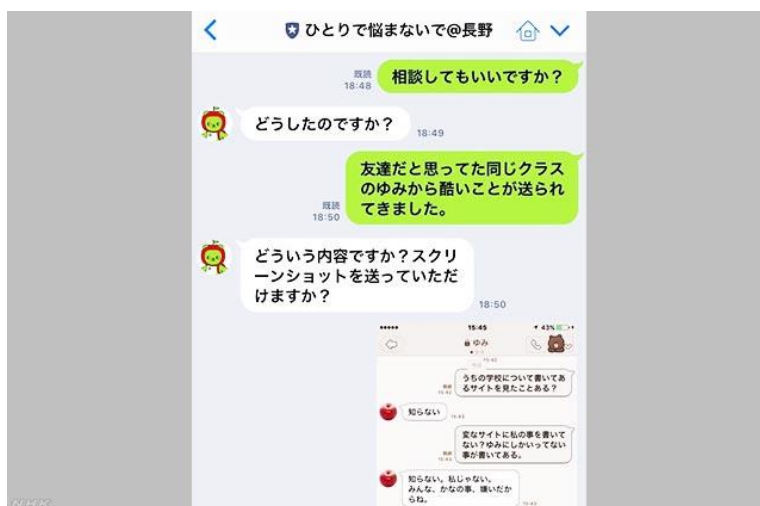 ひとりで悩まないで@長野
相談してもいいですか?
既読
18:48
どうしたのですか?
18:49
友達だと思ってた同じクラス
のゆみから酷いことが送られ
てきました。
既読
18:50
どういう内容ですか?スクリ
ーンショットを送っていただ
けますか?
18:50
15:45
43%
ゆみ
うちの学校について書いてあ
るサイトを見たことある?
知らない
変なサイトに私の事を書いて
ない?ゆみにしかいってない
事が書いてある。
知らない。私じゃない。
みんな、かなの事、嫌いだか
らね。
NHK